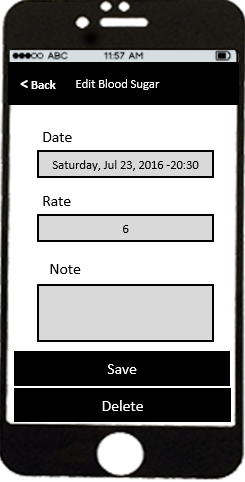 ABC 11:57 AM
< Back Edit Blood Sugar
Date
Saturday, Jul 23, 2016 -20:30
Rate
6
Note
Save
Delete